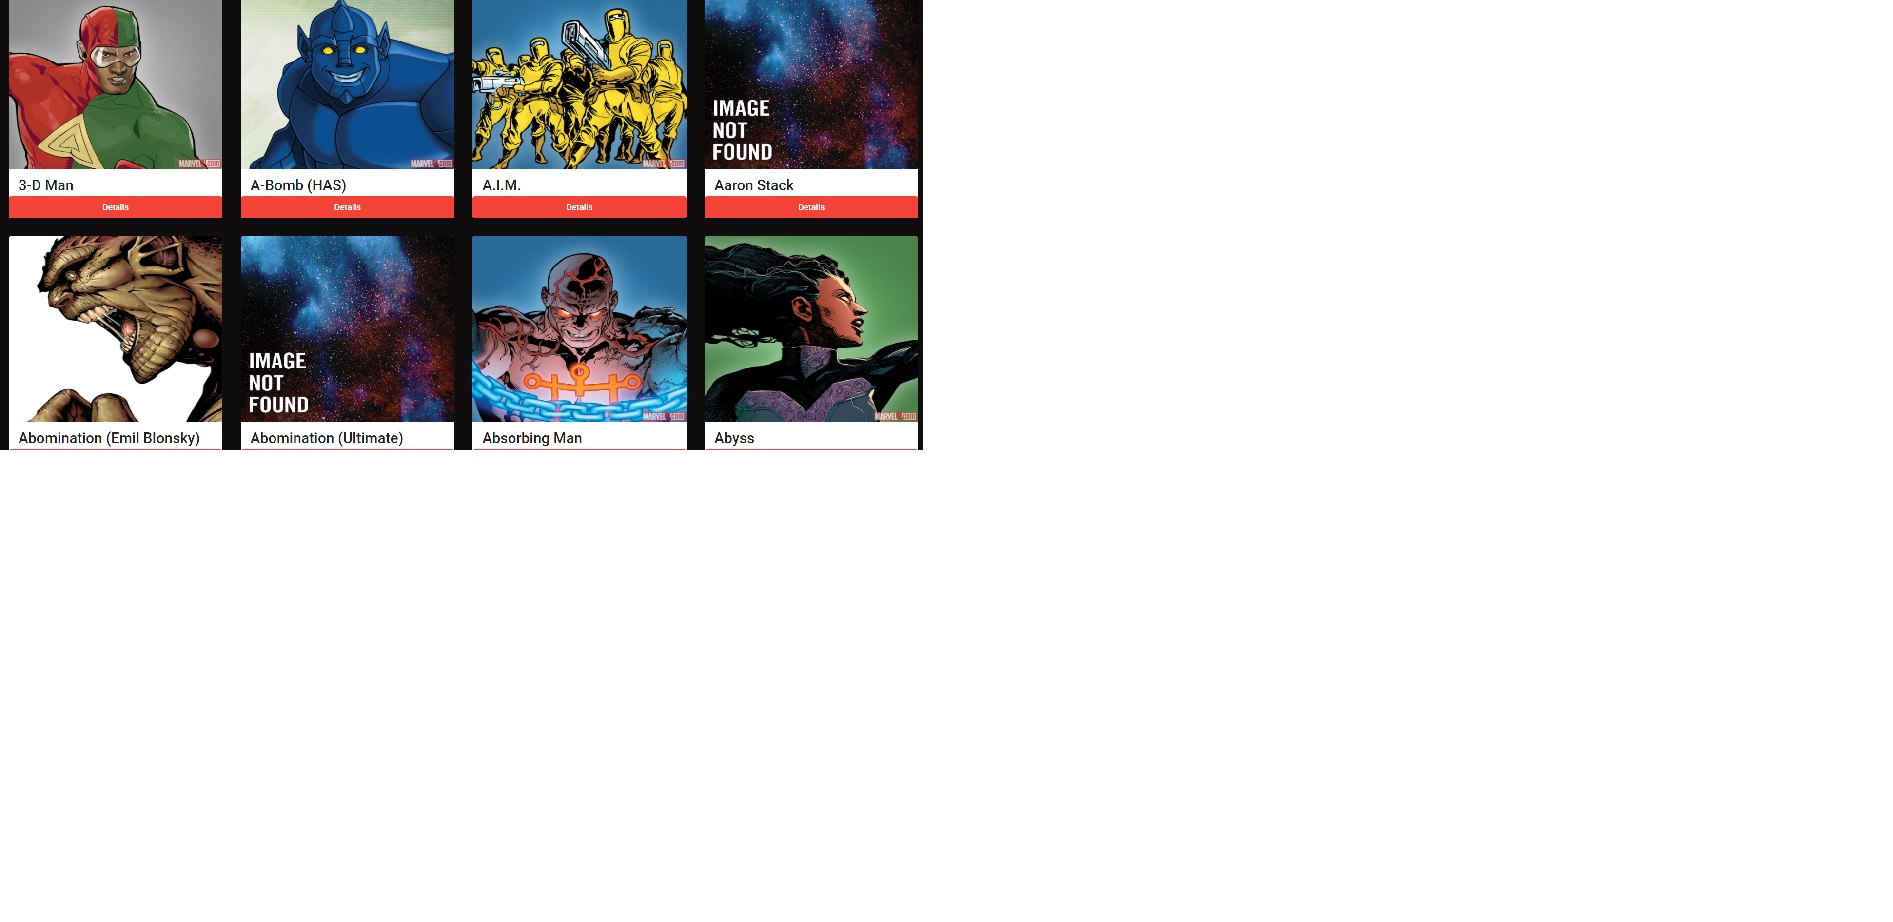 IMAGE
NOT
FOUND
MARVEL.com
MARVEL.com
MARVEL.com
3-D Man
A-Bomb (HAS)
A.I.M.
Aaron Stack
Details
Details
Details
Details
IMAGE
NOT
FOUND
MARVEL.com
MARVEL.com
Abomination (Emil Blonsky)
Abomination (Ultimate)
Absorbing Man
Abyss